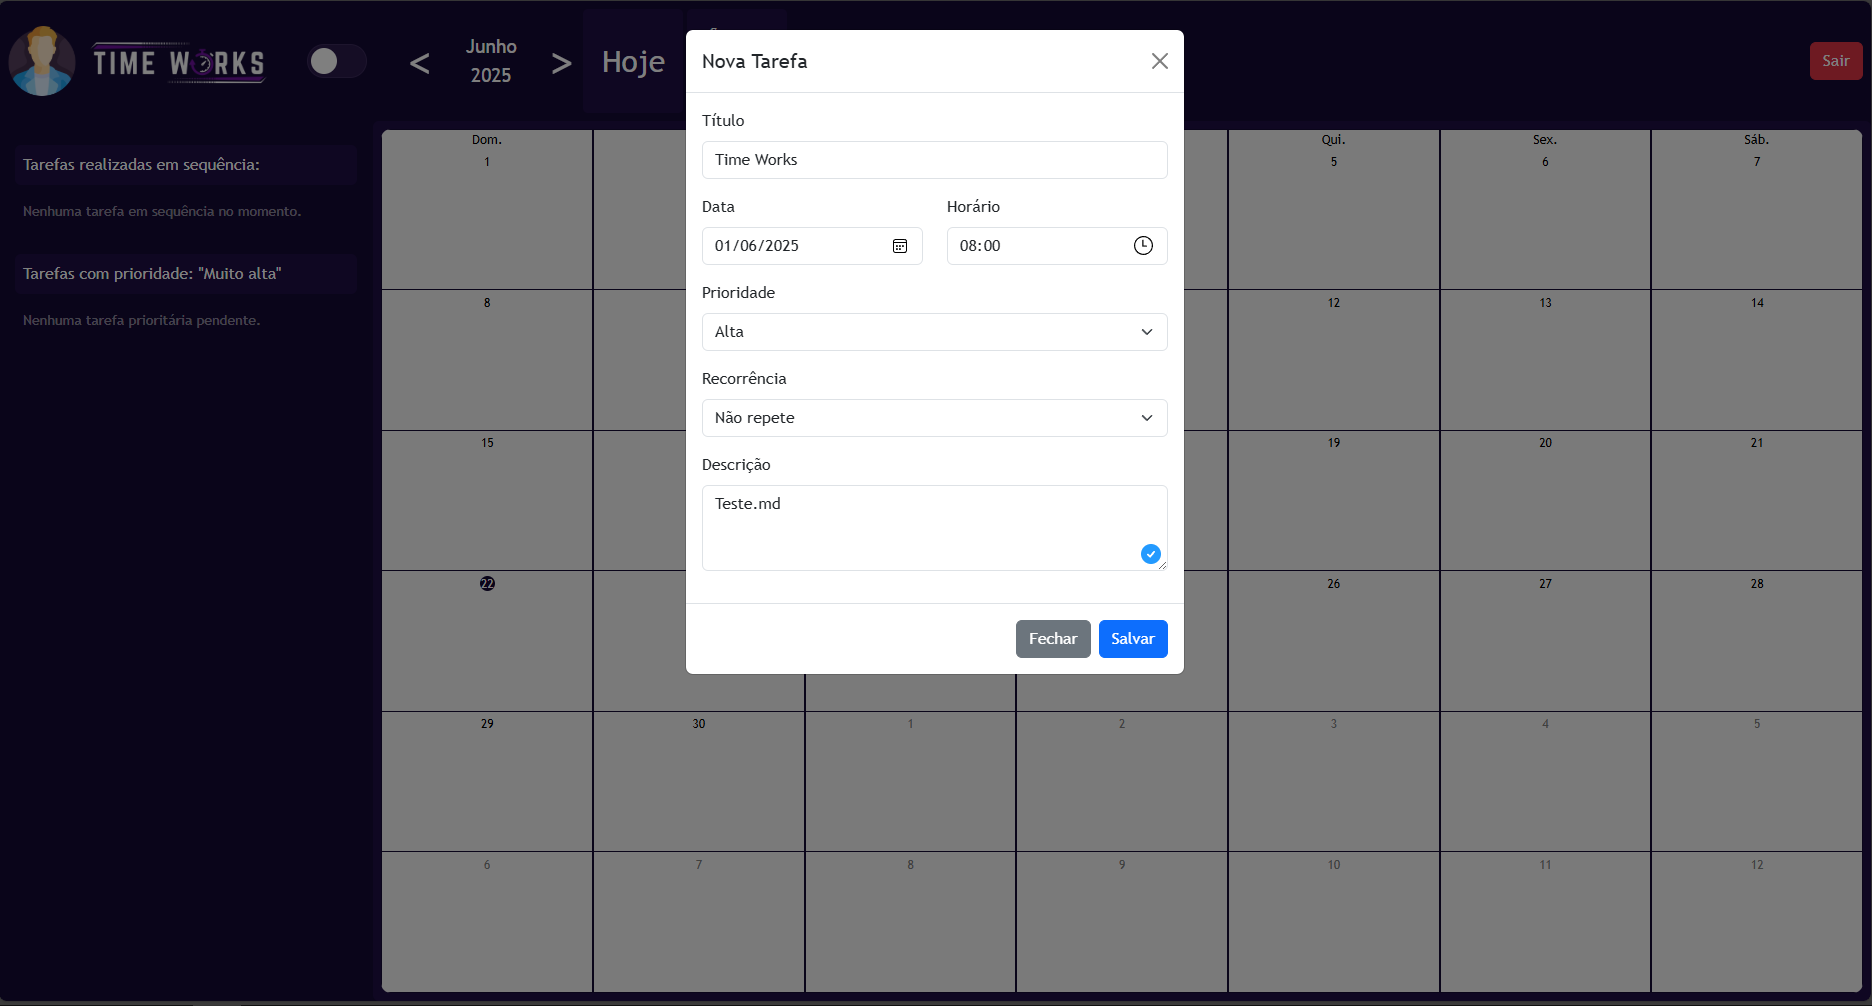 TIME WORKS
<
Junho
2025
>
Hoje
Sair
Tarefas realizadas em sequência:
Nenhuma tarefa em sequência no momento.
Tarefas com prioridade: "Muito alta"
Nenhuma tarefa prioritária pendente.
Nova Tarefa
Título
Time Works
Data
Horário
01/06/2025
08:00
Prioridade
Alta
Recorrência
Não repete
Descrição
Teste.md
Fechar
Salvar
Dom. Qui. Sex. Sáb.
1 5 6 7
8 12 13 14
15 19 20 21
22 26 27 28
29 30 1 2 3 4 5
6 7 8 9 10 11 12